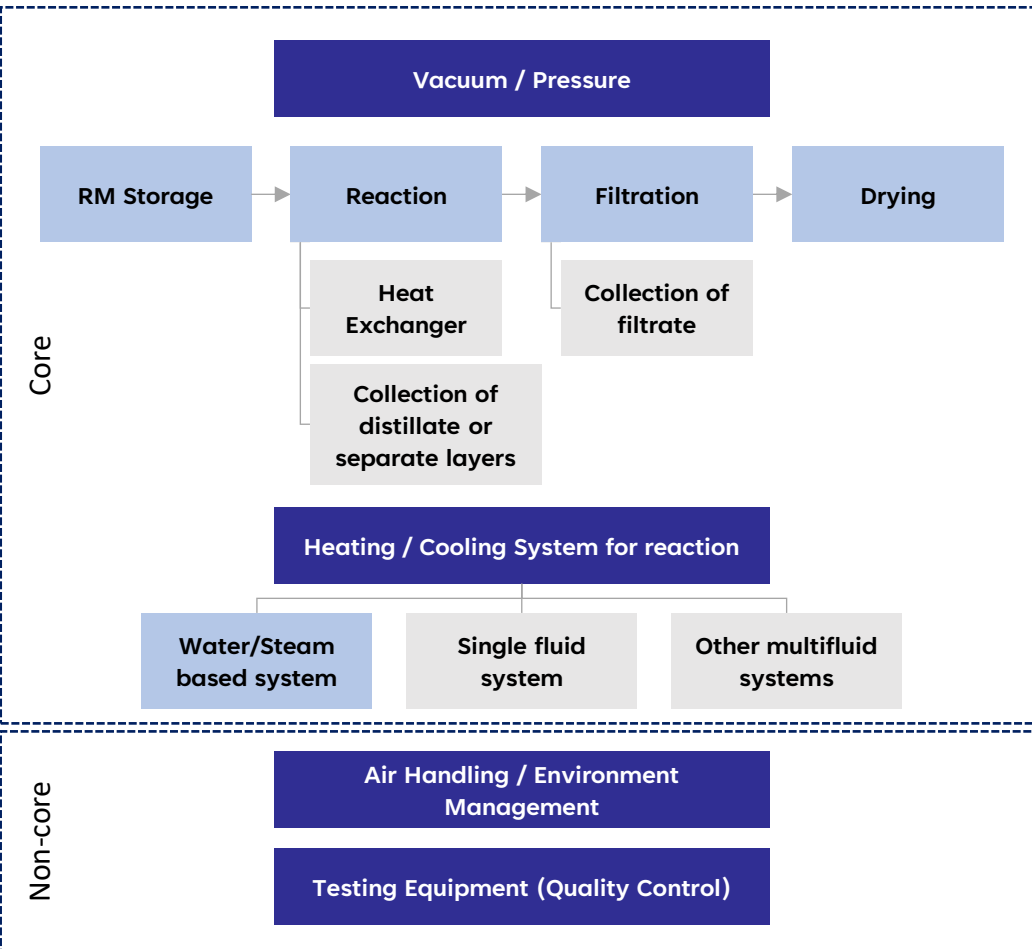 Vacuum / Pressure
RM Storage
Reaction
Filtration
Drying
Heat
Exchanger
Collection of
filtrate
Collection of
distillate or
separate layers
Core
Heating / Cooling System for reaction
Water/Steam
based system
Single fluid
system
Other multifluid
systems
Non-core
Air Handling / Environment
Management
Testing Equipment (Quality Control)